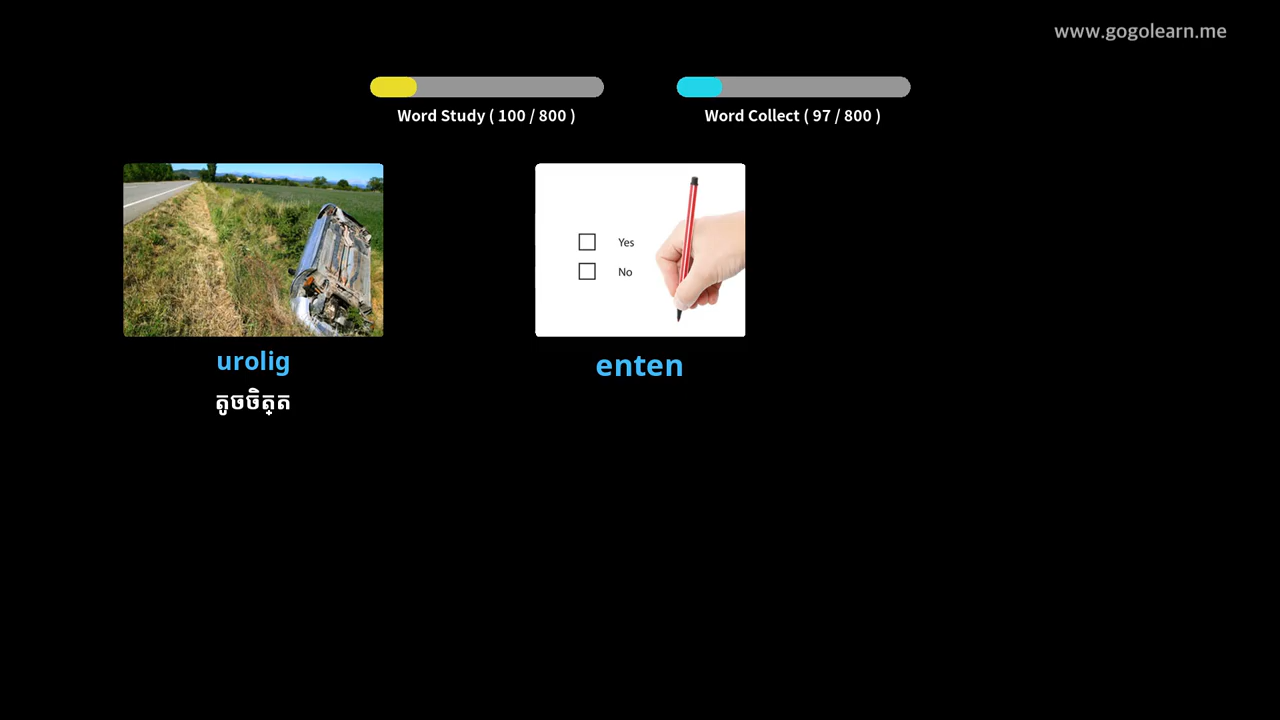 www.gogolearn.me
Word Study ( 100 / 800 )
Word Collect ( 97 / 800 )
Yes
No
urolig
enten
តូចចិត្ត